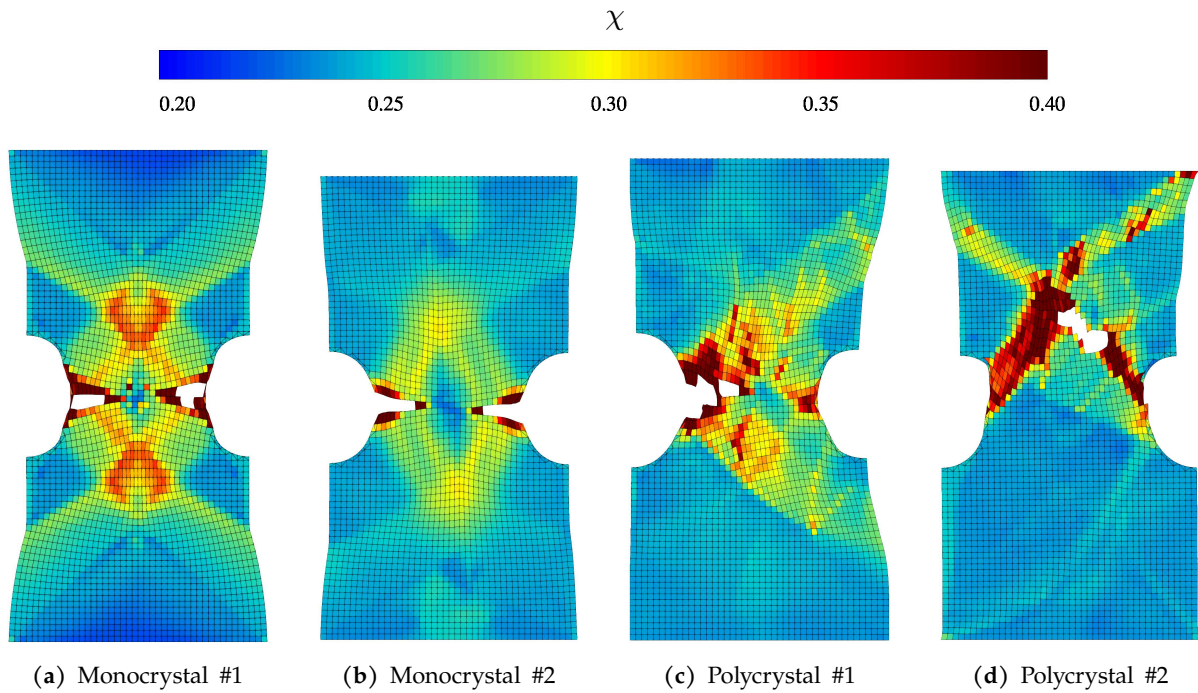 χ
0.20 0.25 0.30 0.35 0.40
(a) Monocrystal #1 (b) Monocrystal #2 (c) Polycrystal #1 (d) Polycrystal #2